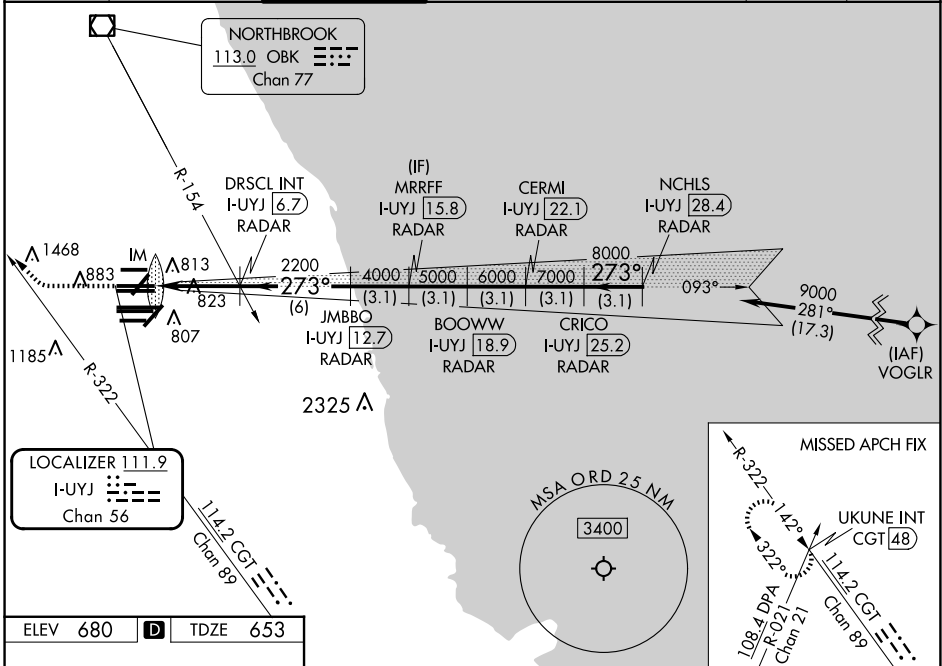 NORTHBROOK
113.0 OBK
Chan 77
R-154
DRSCL INT
I-UYJ 6.7
RADAR
(IF)
MRRFF
I-UYJ 15.8
RADAR
CERMI
I-UYJ 22.1
RADAR
NCHLS
I-UYJ 28.4
RADAR
1468
883
IM
813
823
807
2200
273°
(6)
4000
(3.1)
5000
(3.1)
6000
(3.1)
7000
(3.1)
8000
273°
(3.1)
093°
9000
281°
(17.3)
(IAF)
VOGLR
JMBBO
I-UYJ 12.7
RADAR
BOOWW
I-UYJ 18.9
RADAR
CRICO
I-UYJ 25.2
RADAR
1185
R-322
2325
LOCALIZER 111.9
I-UYJ
Chan 56
114.2 CGT
Chan 89
MSA ORD 25 NM
3400
MISSED APCH FIX
R-322
142°
322°
UKUNE INT
CGT 48
108.4 DPA
R-021
Chan 21
114.2 CGT
Chan 89
ELEV 680 D TDZE 653